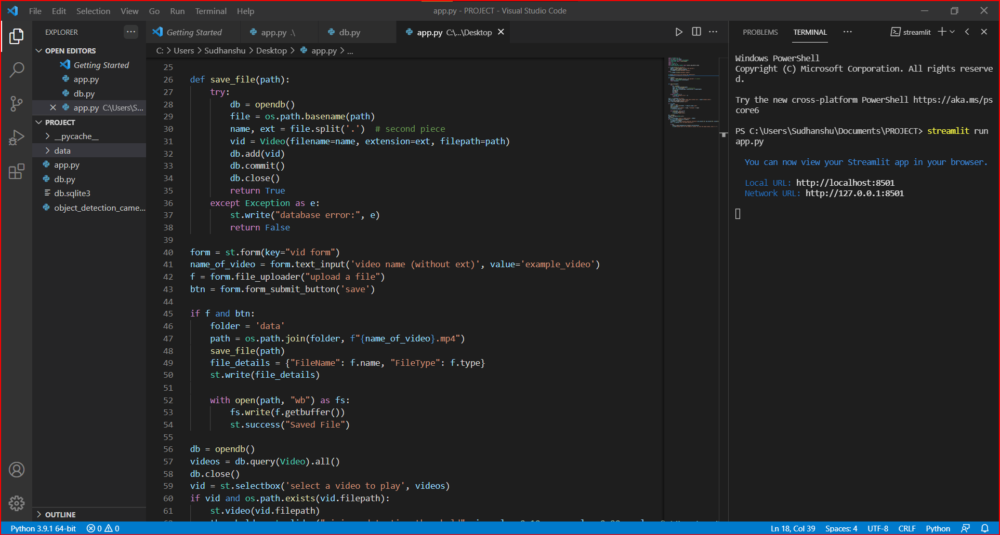 File Edit Selection View Go Run Terminal Help
app.py - PROJECT - Visual Studio Code
EXPLORER ...
OPEN EDITORS
Getting Started
app.py
db.py
app.py C:\Users\S...
PROJECT
__pycache__
data
app.py
db.py
db.sqlite3
object_detection_came...
OUTLINE
Getting Started
app.py .\
db.py
app.py C:\...\Desktop
C: > Users > Sudhanshu > Desktop > app.py > ...
25
26 def save_file(path):
27     try:
28         db = opendb()
29         file = os.path.basename(path)
30         name, ext = file.split('.')  # second piece
31         vid = Video(filename=name, extension=ext, filepath=path)
32         db.add(vid)
33         db.commit()
34         db.close()
35         return True
36     except Exception as e:
37         st.write("database error:", e)
38         return False
39
40 form = st.form(key="vid form")
41 name_of_video = form.text_input('video name (without ext)', value='example_video')
42 f = form.file_uploader("upload a file")
43 btn = form.form_submit_button('save')
44
45 if f and btn:
46     folder = 'data'
47     path = os.path.join(folder, f"{name_of_video}.mp4")
48     save_file(path)
49     file_details = {"FileName": f.name, "FileType": f.type}
50     st.write(file_details)
51
52     with open(path, "wb") as fs:
53         fs.write(f.getbuffer())
54         st.success("Saved File")
55
56 db = opendb()
57 videos = db.query(Video).all()
58 db.close()
59 vid = st.selectbox('select a video to play', videos)
60 if vid and os.path.exists(vid.filepath):
61     st.video(vid.filepath)
PROBLEMS TERMINAL ... streamlit
Windows PowerShell
Copyright (C) Microsoft Corporation. All rights reserve
d.
Try the new cross-platform PowerShell https://aka.ms/ps
core6
PS C:\Users\Sudhanshu\Documents\PROJECT> streamlit run
app.py
You can now view your Streamlit app in your browser.
Local URL: http://localhost:8501
Network URL: http://127.0.0.1:8501
Python 3.9.1 64-bit 0 0
Ln 18, Col 39 Spaces: 4 UTF-8 CRLF Python